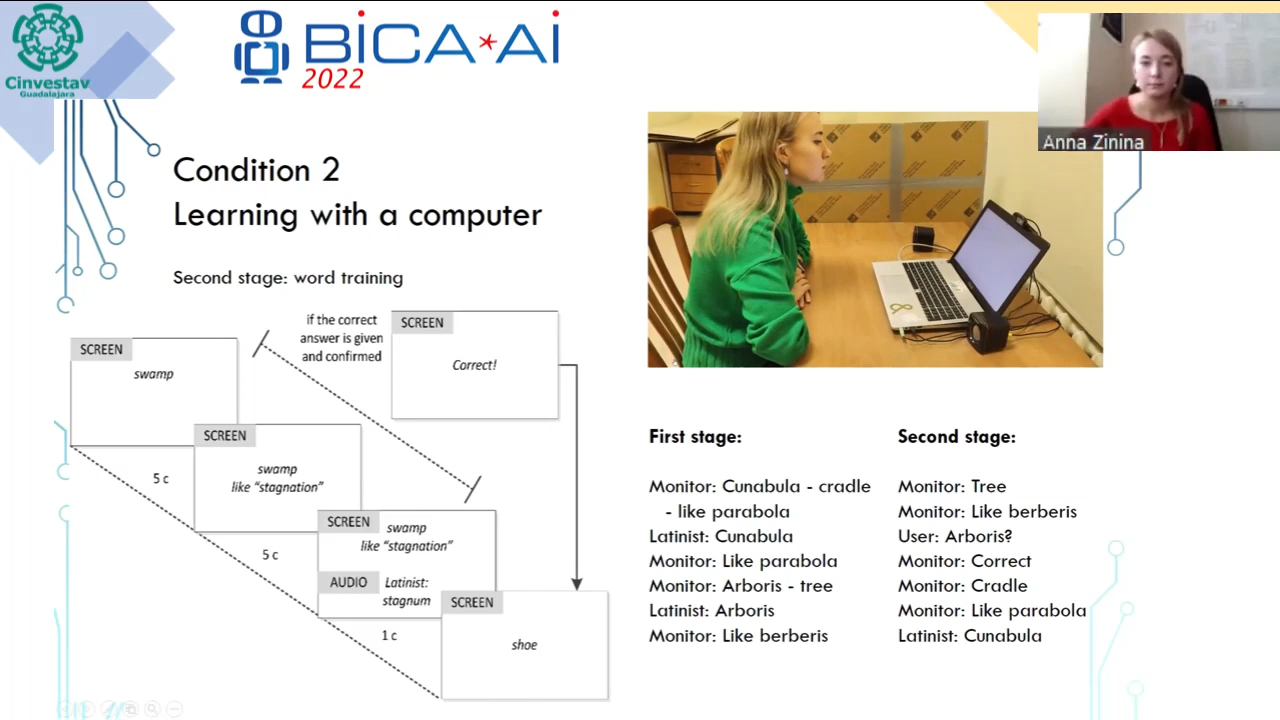 Cinvestav
Guadalajara
BiCA*Ai
2022
Anna Zinina
Condition 2
Learning with a computer
Second stage: word training
if the correct
answer is given
and confirmed
SCREEN
Correct!
SCREEN
swamp
SCREEN
swamp
like “stagnation”
5 c
SCREEN
swamp
like “stagnation”
AUDIO
Latinist:
stagnum
5 c
SCREEN
shoe
1 c
First stage:
Monitor: Cunabula - cradle
- like parabola
Latinist: Cunabula
Monitor: Like parabola
Monitor: Arboris - tree
Latinist: Arboris
Monitor: Like berberis
Second stage:
Monitor: Tree
Monitor: Like berberis
User: Arboris?
Monitor: Correct
Monitor: Cradle
Monitor: Like parabola
Latinist: Cunabula